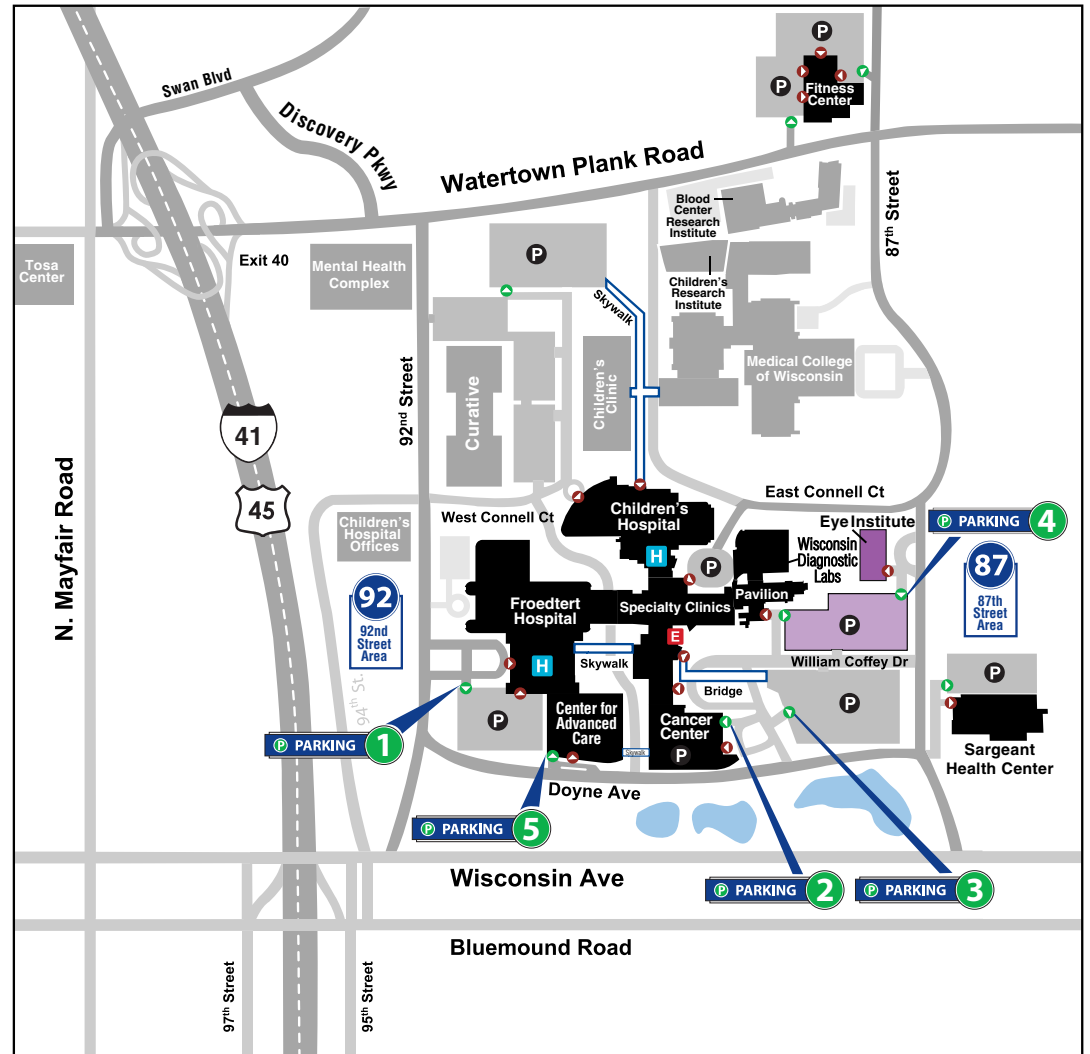 P
P
Fitness
Center
Swan Blvd
Discovery Pkwy
Watertown Plank Road
87th Street
Blood
Center
Research
Institute
Children's
Research
Institute
Tosa
Center
Exit 40
Mental Health
Complex
P
Skywalk
Medical College
of Wisconsin
Children's
Clinic
Curative
92nd Street
41
45
N. Mayfair Road
West Connell Ct
East Connell Ct
Children's
Hospital
H
Children's
Hospital
Offices
Eye Institute
Wisconsin
Diagnostic
Labs
P PARKING 4
87
87th
Street
Area
92
92nd
Street
Area
P
Froedtert
Hospital
Specialty Clinics
Pavilion
P
E
H
Skywalk
William Coffey Dr
Bridge
P
P
94th St.
P
Center for
Advanced
Care
Skywalk
Cancer
Center
P
Sargeant
Health Center
P PARKING 1
Doyne Ave
P PARKING 5
P PARKING 2
P PARKING 3
Wisconsin Ave
Bluemound Road
97th Street
95th Street